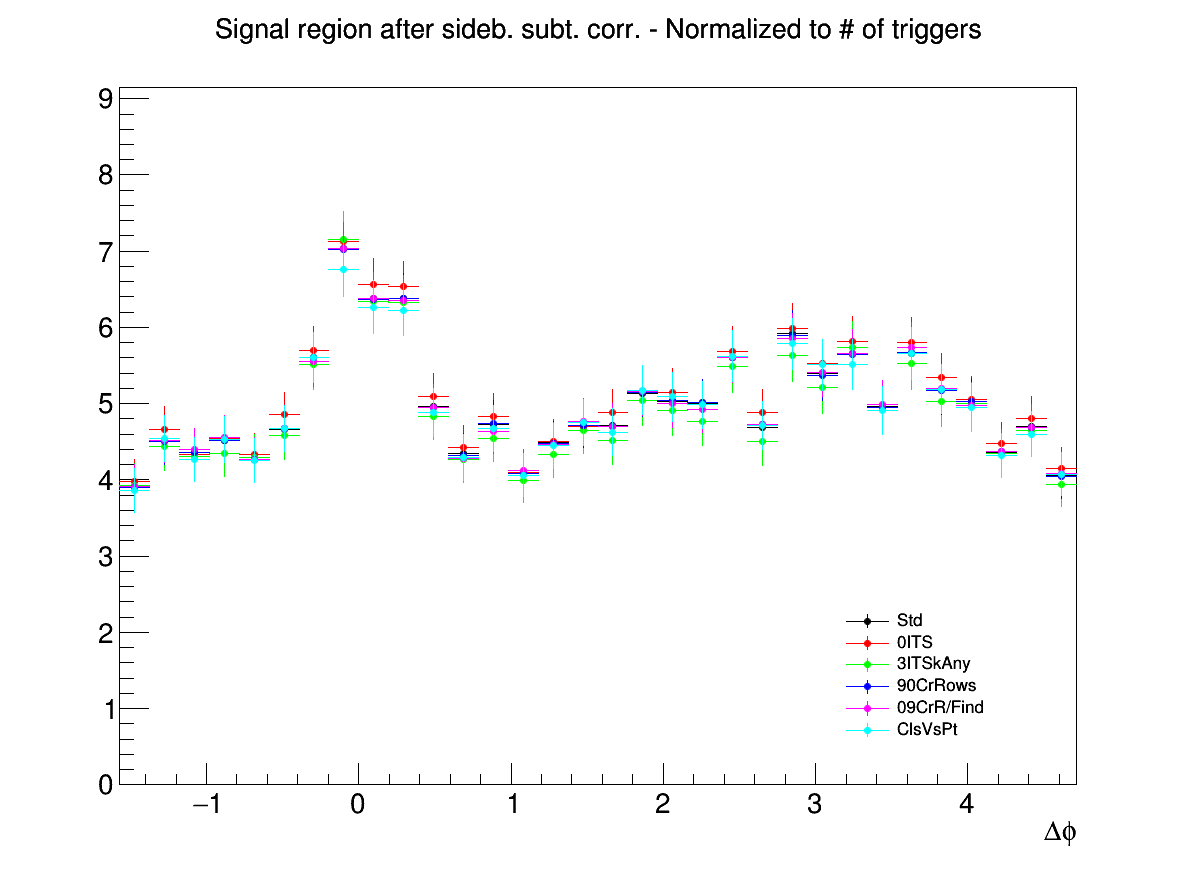 Signal region after sideb. subt. corr. - Normalized to # of triggers
9
8
7
6
5
4
3
2
1
0
−1 0 1 2 3 4
Δϕ
Std
0ITS
3ITSkAny
90CrRows
09CrR/Find
ClsVsPt